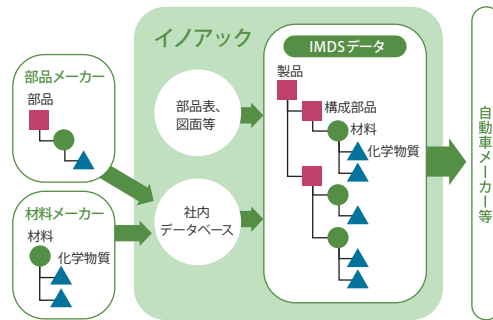 イノアック
IMDSデータ
部品メーカー
部品
材料メーカー
材料
化学物質
部品表、
図面等
社内
データベース
製品
構成部品
材料
化学物質
自動車メーカー等